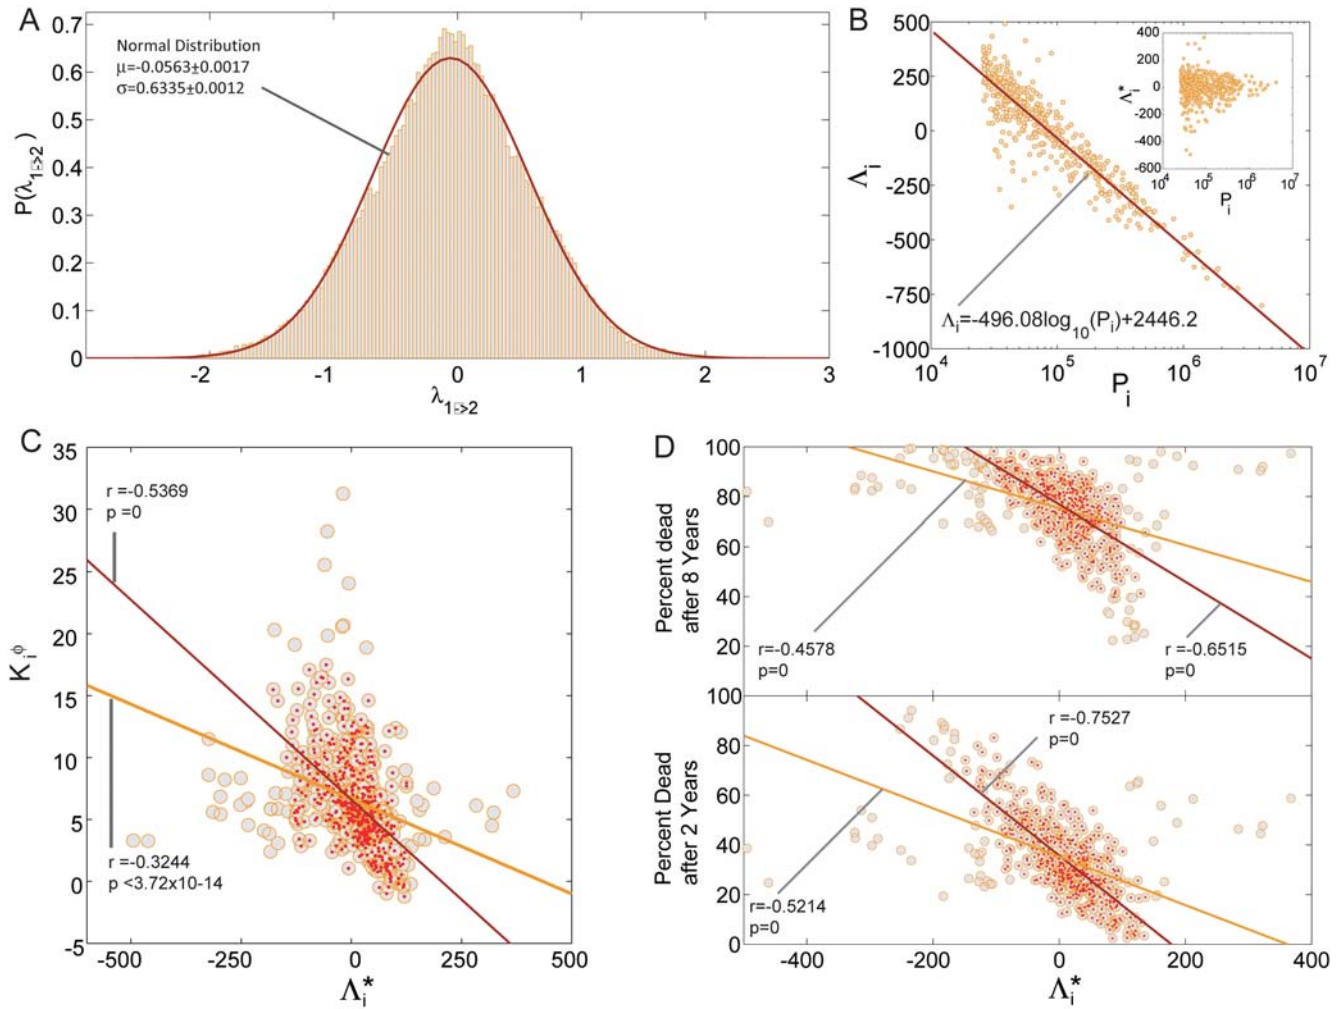 A
0.7
0.6
0.5
0.4
0.3
0.2
0.1
0
P(λ1->2)
Normal Distribution
μ=-0.0563±0.0017
σ=0.6335±0.0012
-2
-1
0
1
2
3
λ1->2
B
500
250
0
-250
-500
-750
-1000
Λi
Λi=-496.08log10(Pi)+2446.2
10^4
10^5
10^6
10^7
Pi
400
200
0
-200
-400
-600
Λi*
10^4
10^5
10^6
10^7
Pi
C
35
30
25
20
15
10
5
0
-5
Kiϕ
r =-0.5369
p =0
r =-0.3244
p <3.72x10-14
-500
-250
0
250
500
Λi*
D
100
80
60
40
20
Percent dead
after 8 Years
r=-0.4578
p=0
r=-0.6515
p=0
100
80
60
40
20
0
Percent Dead
after 2 Years
r=-0.7527
p=0
r=-0.5214
p=0
-400
-200
0
200
400
Λi*